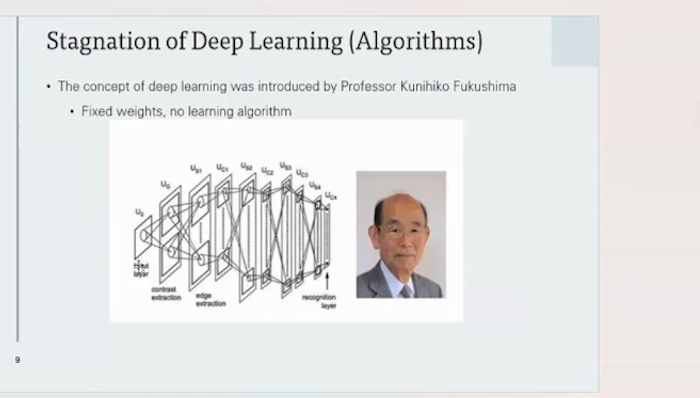 Stagnation of Deep Learning (Algorithms)
• The concept of deep learning was introduced by Professor Kunihiko Fukushima
• Fixed weights, no learning algorithm
U0
UG
US1
UC1
US2
UC2
US3
UC3
US4
UC4
input
layer
contrast
extraction
edge
extraction
recognition
layer
9